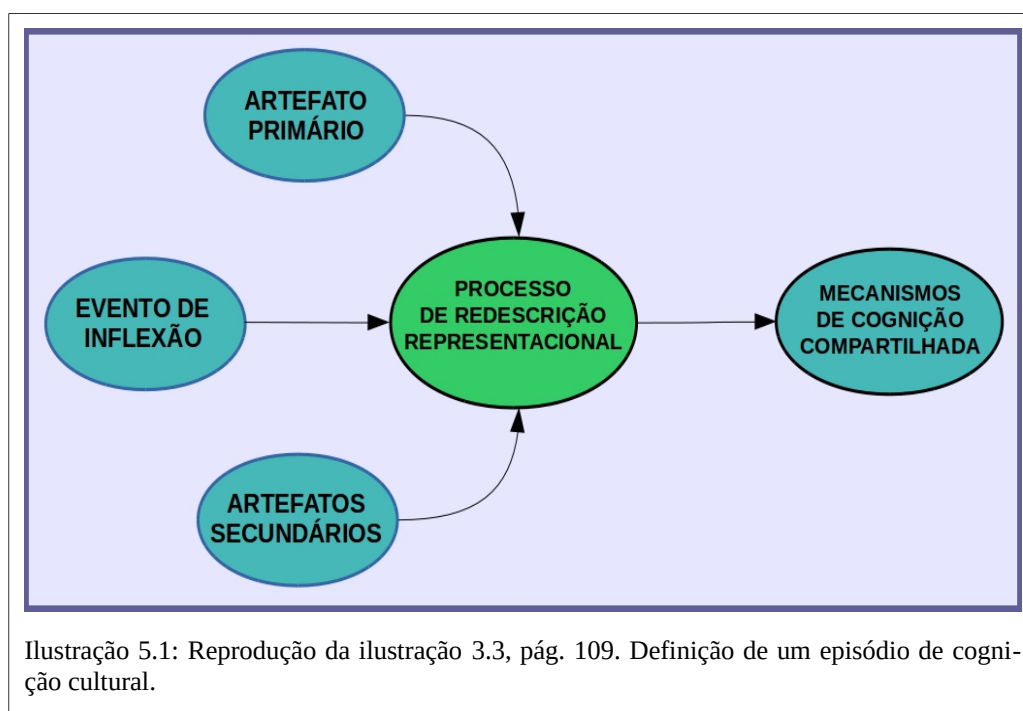 ARTEFATO
PRIMÁRIO
EVENTO DE
INFLEXÃO
PROCESSO
DE REDESCRIÇÃO
REPRESENTACIONAL
MECANISMOS
DE COGNIÇÃO
COMPARTILHADA
ARTEFATOS
SECUNDÁRIOS
Ilustração 5.1: Reprodução da ilustração 3.3, pág. 109. Definição de um episódio de cogni-
ção cultural.